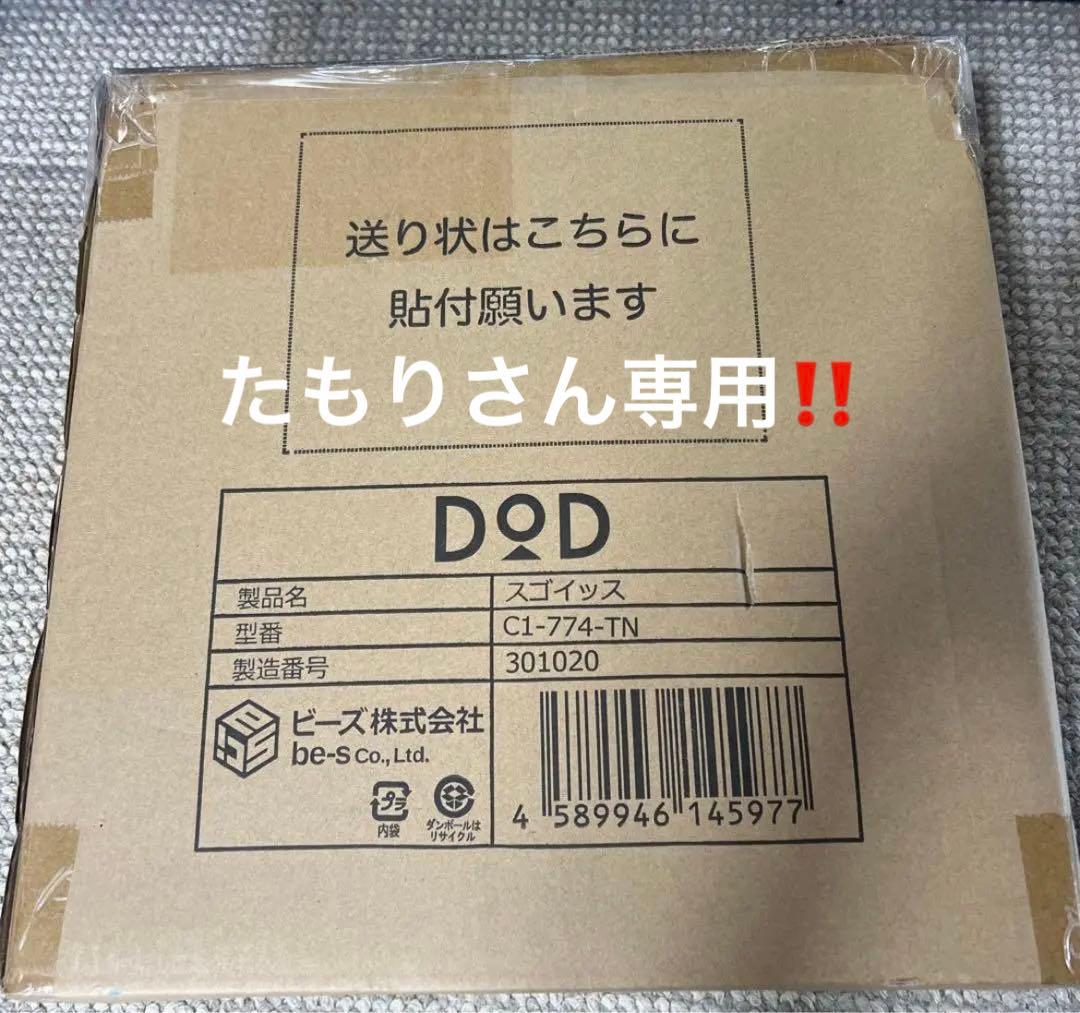 送り状はこちらに
貼付願います
たもりさん専用‼️
DOD
製品名 スゴイッス
型番 C1-774-TN
製造番号 301020
ビーズ株式会社
be-s Co., Ltd.
プラ
内袋
ダンボールは
リサイクル
4 589946 145977